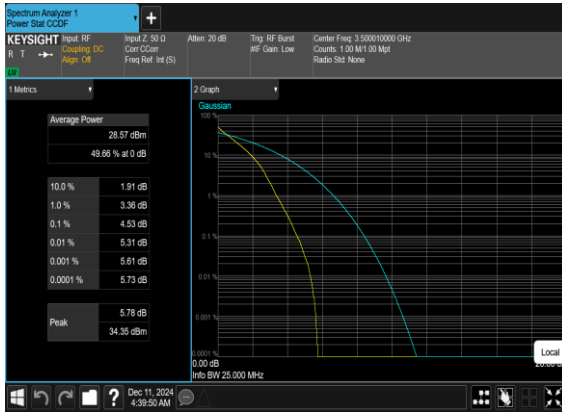 Spectrum Analyzer 1
Power Stat CCDF
+
KEYSIGHT
R T
LXI
Input: RF
Coupling: DC
Align: Off
Input Z: 50 Ω
Corr CCorr
Freq Ref: Int (S)
Atten: 20 dB
Trig: RF Burst
#IF Gain: Low
Center Freq: 3.500010000 GHz
Counts: 1.00 M/1.00 Mpt
Radio Std: None
1 Metrics
Average Power
28.57 dBm
49.66 % at 0 dB
10.0 % 1.91 dB
1.0 % 3.36 dB
0.1 % 4.53 dB
0.01 % 5.31 dB
0.001 % 5.61 dB
0.0001 % 5.73 dB
Peak
5.78 dB
34.35 dBm
2 Graph
Gaussian
100 %
10 %
1 %
0.1 %
0.01 %
0.001 %
0.0001 %
0.00 dB
Info BW 25.000 MHz
Local
?
Dec 11, 2024
4:39:50 AM